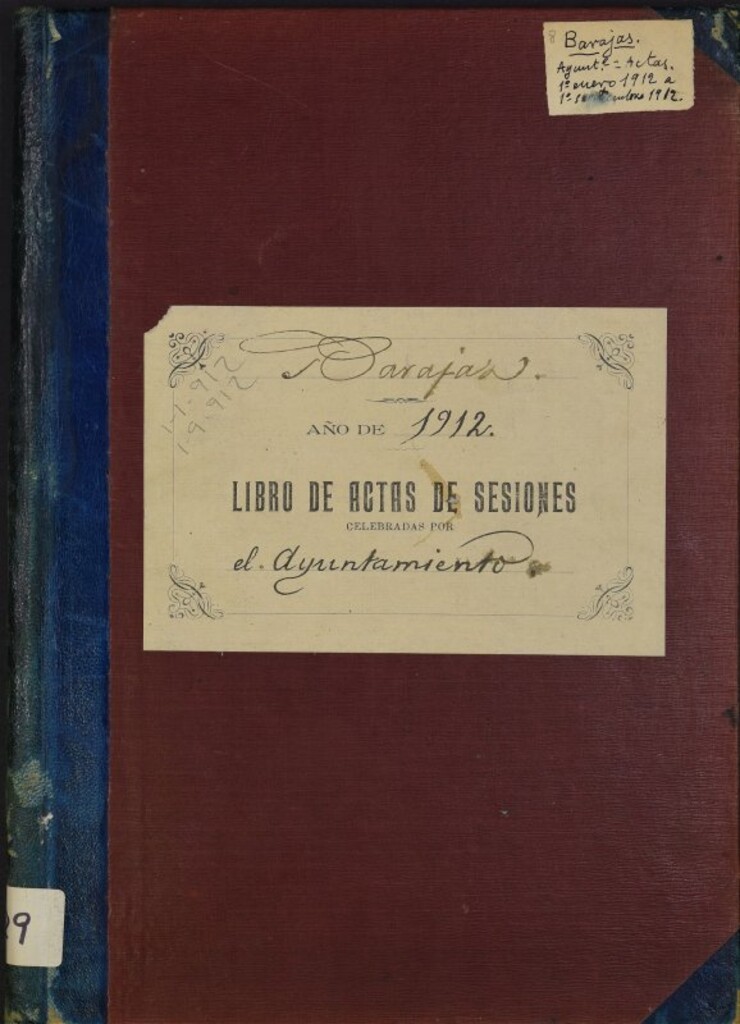 Barajas.
Ayunt.º = Actas.
1º enero 1912 a
1º 1912.
Barajas.
1-1-912
1-9-912
AÑO DE 1912.
LIBRO DE ACTAS DE SESIONES
CELEBRADAS POR
el Ayuntamiento
29